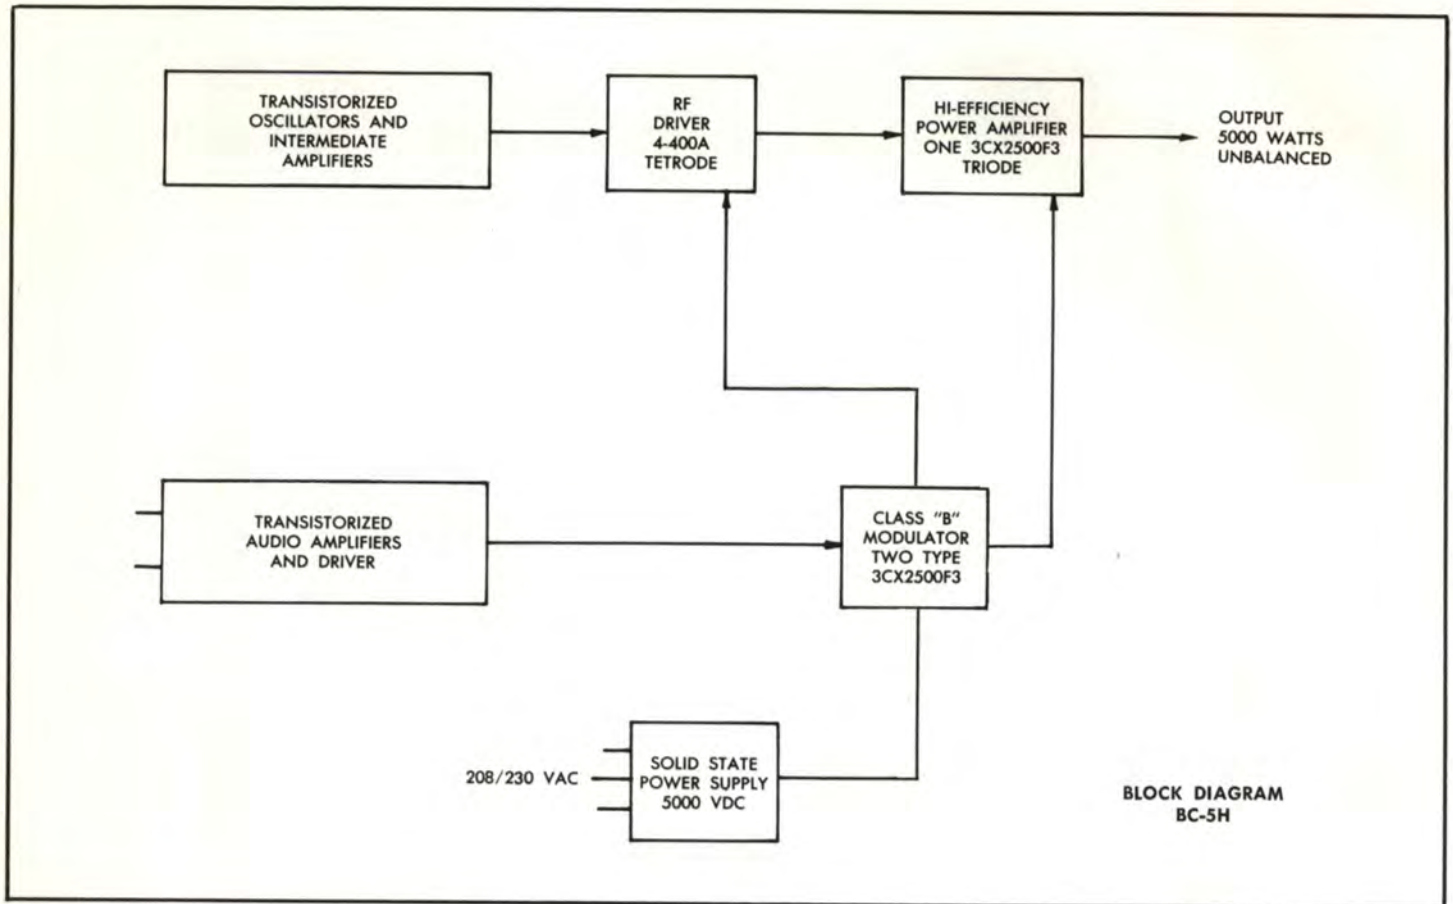 TRANSISTORIZED
OSCILLATORS AND
INTERMEDIATE
AMPLIFIERS
RF
DRIVER
4-400A
TETRODE
HI-EFFICIENCY
POWER AMPLIFIER
ONE 3CX2500F3
TRIODE
OUTPUT
5000 WATTS
UNBALANCED
TRANSISTORIZED
AUDIO AMPLIFIERS
AND DRIVER
CLASS "B"
MODULATOR
TWO TYPE
3CX2500F3
208/230 VAC
SOLID STATE
POWER SUPPLY
5000 VDC
BLOCK DIAGRAM
BC-5H